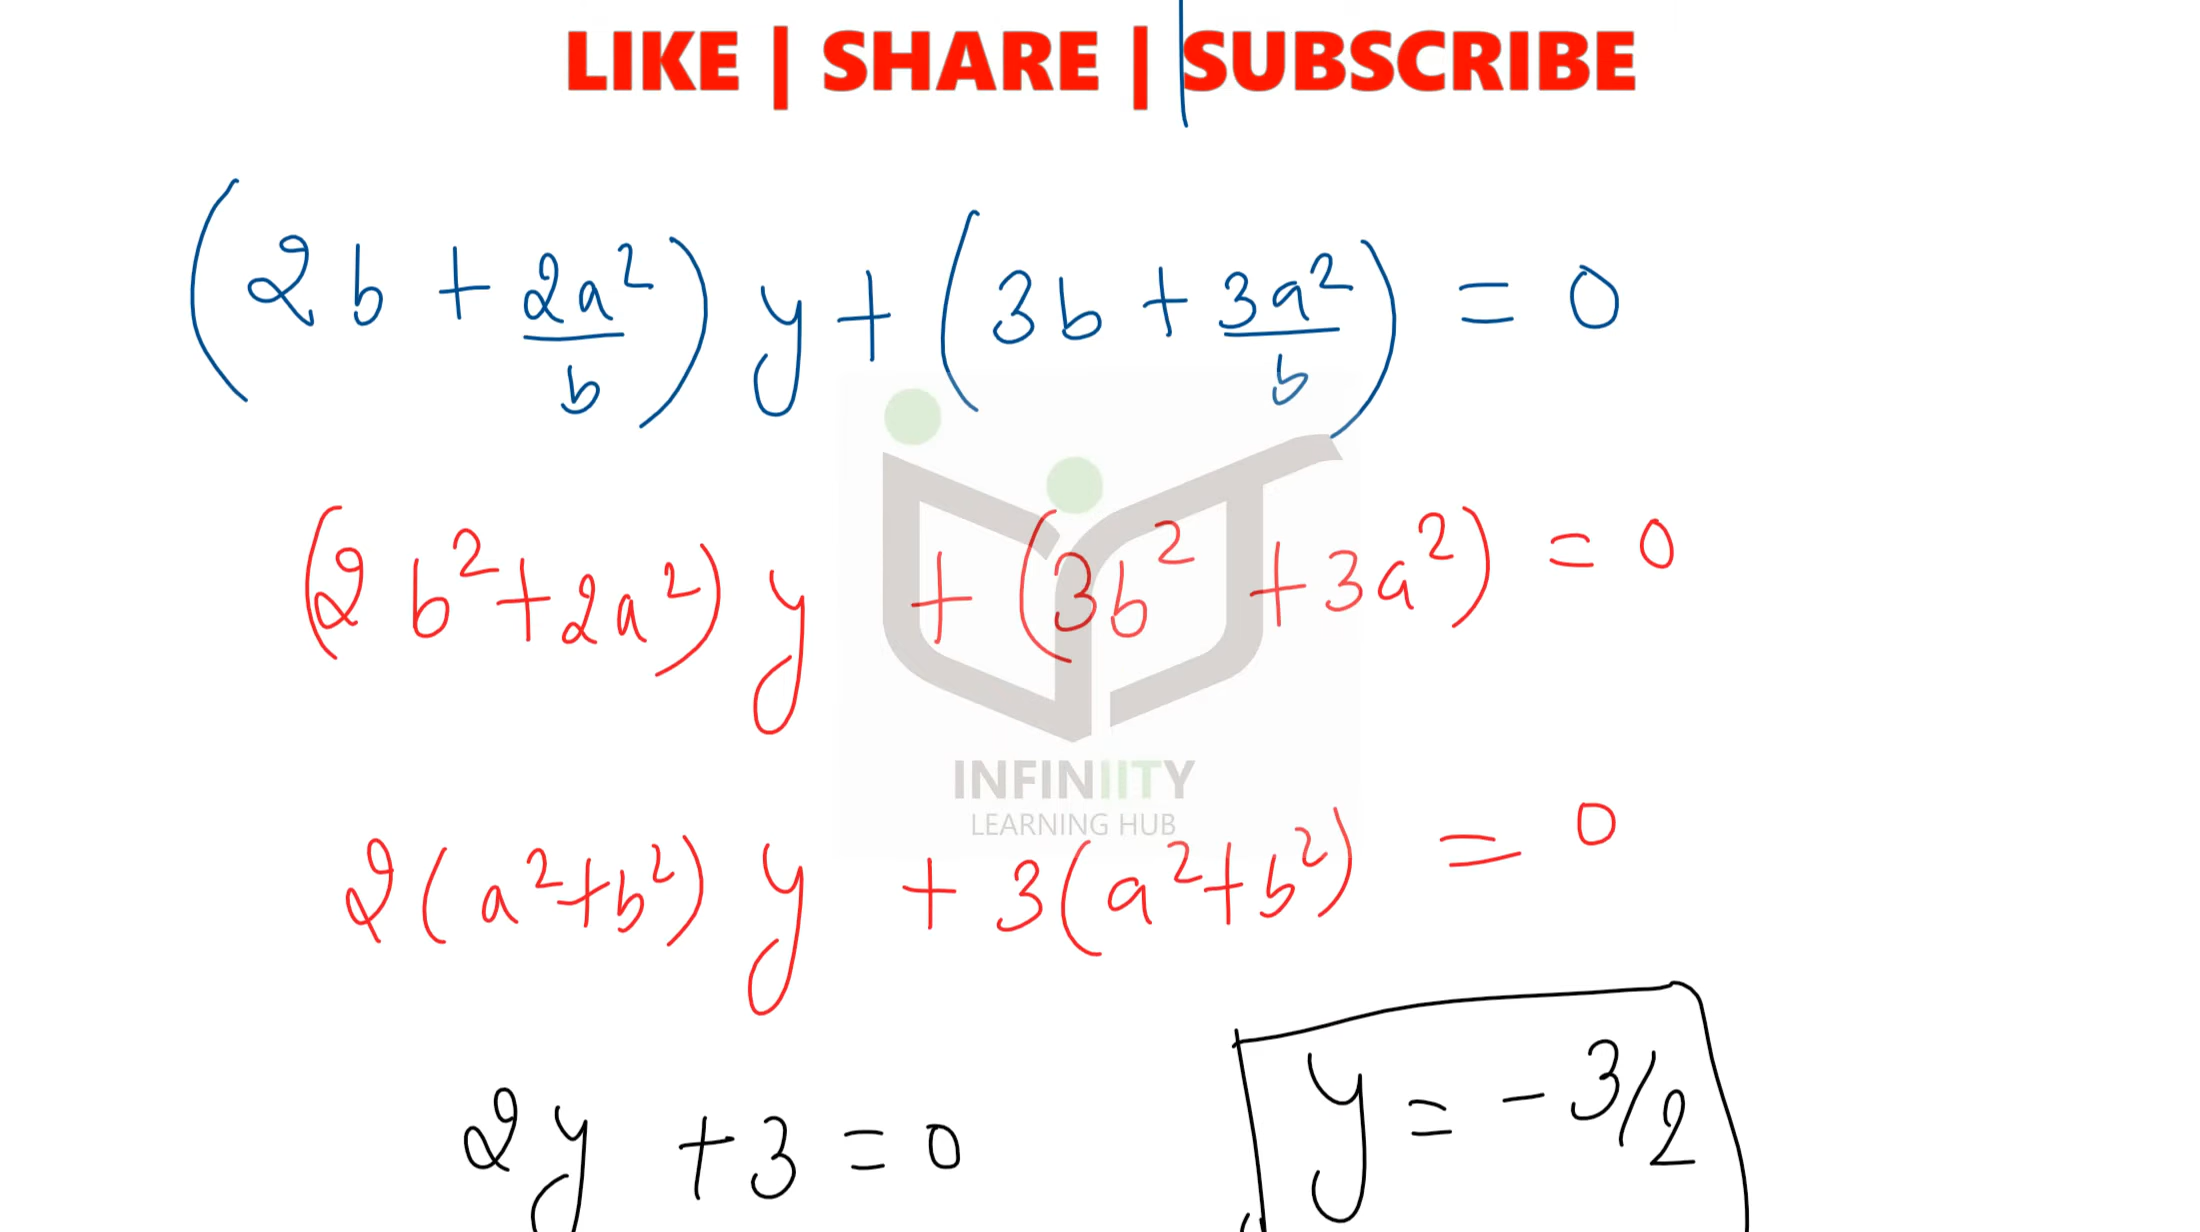 LIKE | SHARE | SUBSCRIBE
(2b + 2a²/b) y + (3b + 3a²/b) = 0
(2b² + 2a²) y + (3b² + 3a²) = 0
INFINIITY
LEARNING HUB
2(a²+b²) y + 3(a²+b²) = 0
2y + 3 = 0
y = - 3/2